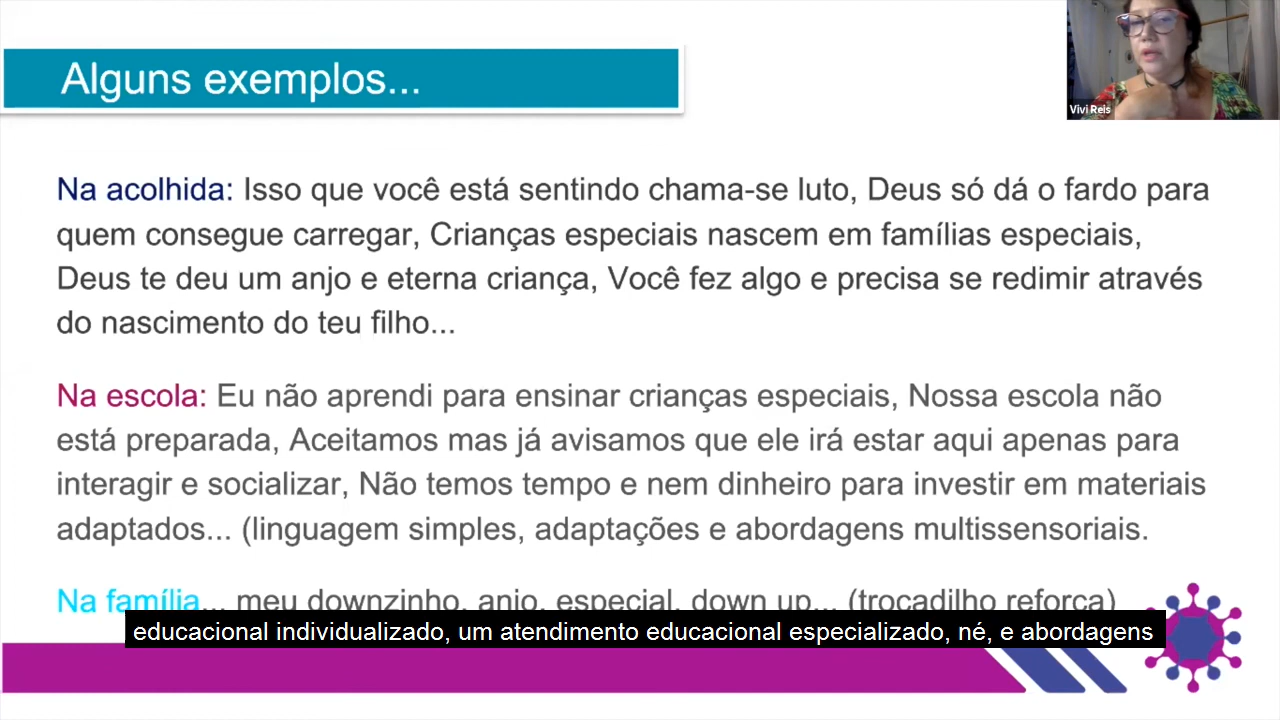 Alguns exemplos...
Vivi Reis
Na acolhida: Isso que você está sentindo chama-se luto, Deus só dá o fardo para
quem consegue carregar, Crianças especiais nascem em famílias especiais,
Deus te deu um anjo e eterna criança, Você fez algo e precisa se redimir através
do nascimento do teu filho...
Na escola: Eu não aprendi para ensinar crianças especiais, Nossa escola não
está preparada, Aceitamos mas já avisamos que ele irá estar aqui apenas para
interagir e socializar, Não temos tempo e nem dinheiro para investir em materiais
adaptados... (linguagem simples, adaptações e abordagens multissensoriais.
Na família... meu downzinho, anjo, especial, down up... (trocadilho reforça)
educacional individualizado, um atendimento educacional especializado, né, e abordagens